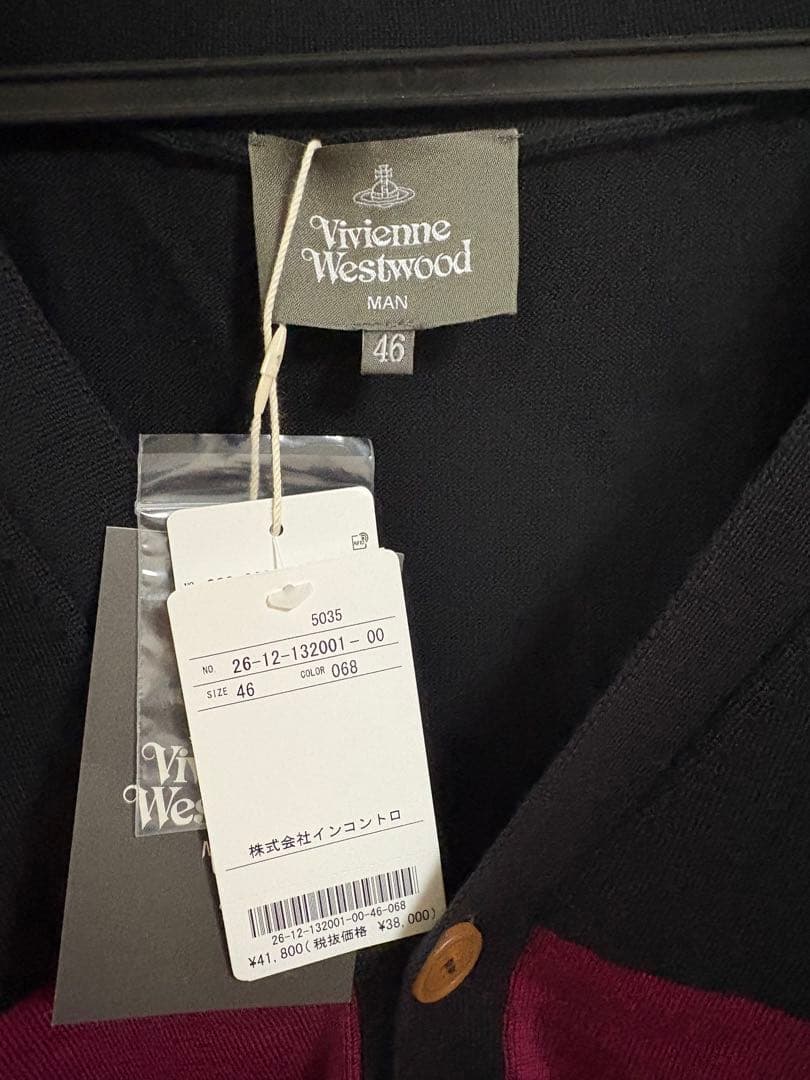 Vivienne
Westwood
MAN
46
NO.
5035
NO. 26-12-132001-00
SIZE 46 COLOR 068
株式会社インコントロ
26-12-132001-00-46-068
¥41,800(税抜価格 ¥38,000)